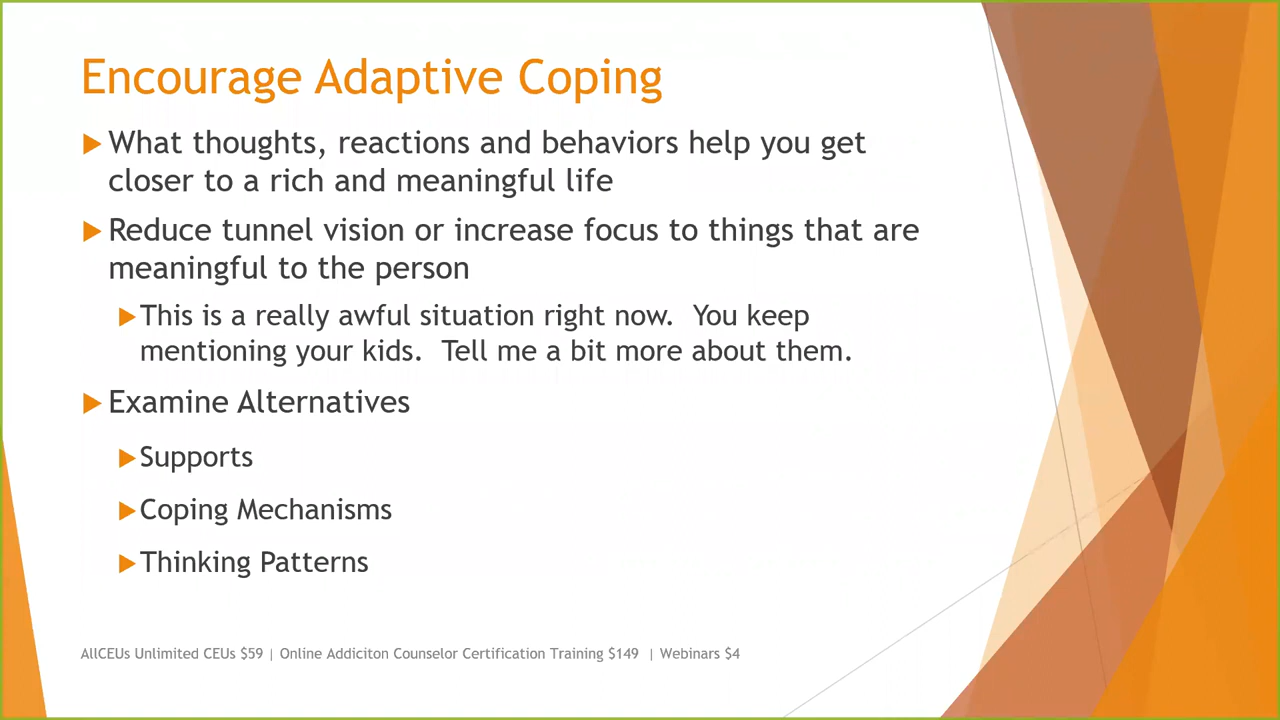 Encourage Adaptive Coping
What thoughts, reactions and behaviors help you get
closer to a rich and meaningful life
Reduce tunnel vision or increase focus to things that are
meaningful to the person
This is a really awful situation right now.  You keep
mentioning your kids.  Tell me a bit more about them.
Examine Alternatives
Supports
Coping Mechanisms
Thinking Patterns
AllCEUs Unlimited CEUs $59 | Online Addiciton Counselor Certification Training $149  | Webinars $4